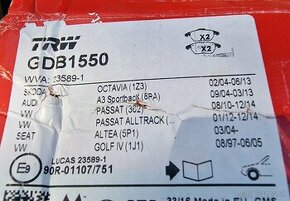 TRW
X2
X2
GDB1550
WVA: 23589-1
SKODA OCTAVIA (1Z3) 02/04-06/13
AUDI A3 Sportback (8PA) 09/04-03/13
VW PASSAT (362) 08/10-12/14
VW PASSAT ALLTRACK (... 01/12-12/14
SEAT ALTEA (5P1) 03/04-
VW GOLF IV (1J1) 08/97-06/05
LUCAS 23589-1
90R-01107/751